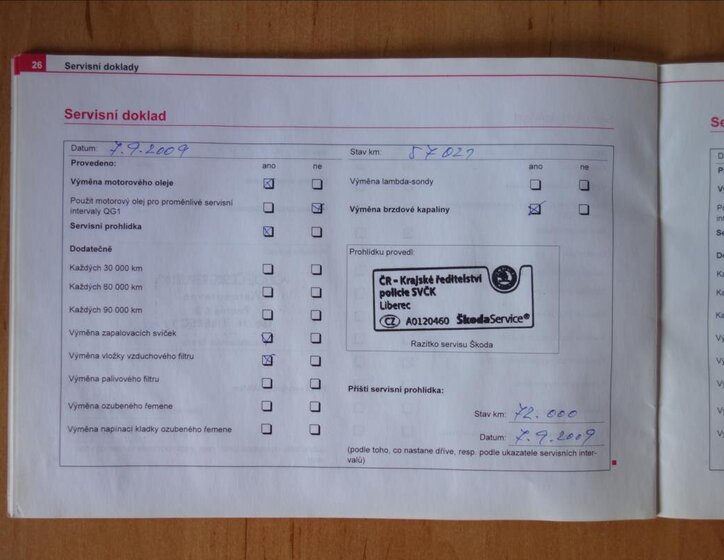 26 Servisní doklady
Servisní doklad
Datum: 7.9.2009 Stav km: 57021
Provedeno: ano ne ano ne
Výměna motorového oleje Výměna lambda-sondy
Použit motorový olej pro proměnlivé servisní
intervaly QG1
Výměna brzdové kapaliny
Servisní prohlídka
Dodatečně
Každých 30 000 km
Každých 60 000 km
Každých 90 000 km
Výměna zapalovacích svíček
Výměna vložky vzduchového filtru
Výměna palivového filtru
Výměna ozubeného řemene
Výměna napínací kladky ozubeného řemene
Prohlídku provedl:
ČR - Krajské ředitelství
policie SVČK
Liberec
CZ A0120460 ŠkodaService®
Razítko servisu Škoda
Příští servisní prohlídka:
Stav km: 72.000
Datum: 7.9.2009
(podle toho, co nastane dříve, resp. podle ukazatele servisních inter-
valů)